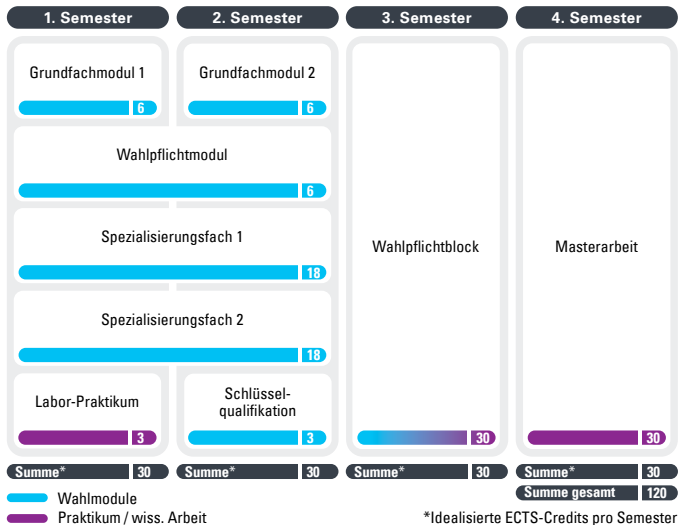 1. Semester
2. Semester
3. Semester
4. Semester
Grundfachmodul 1
6
Grundfachmodul 2
6
Wahlpflichtmodul
6
Spezialisierungsfach 1
18
Spezialisierungsfach 2
18
Labor-Praktikum
3
Schlüssel-
qualifikation
3
Wahlpflichtblock
30
Masterarbeit
30
Summe* 30
Summe* 30
Summe* 30
Summe* 30
Summe gesamt 120
Wahlmodule
Praktikum / wiss. Arbeit
*Idealisierte ECTS-Credits pro Semester